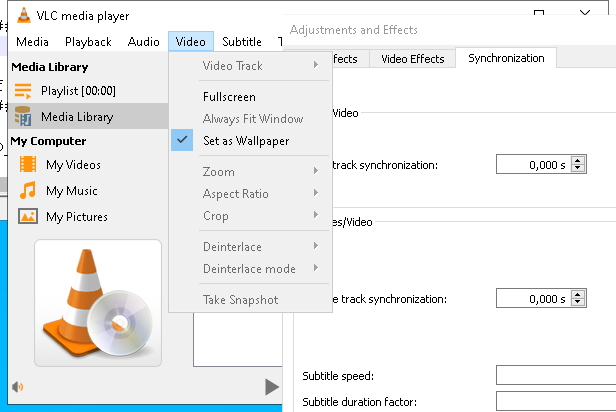 VLC media player
Adjustments and Effects
Media Playback Audio Video Subtitle T
fects Video Effects Synchronization
Media Library
Playlist [00:00]
Media Library
My Computer
My Videos
My Music
My Pictures
Video Track
Fullscreen
Always Fit Window
Set as Wallpaper
Zoom
Aspect Ratio
Crop
Deinterlace
Deinterlace mode
Take Snapshot
/Video
track synchronization:
0,000 s
es/Video
e track synchronization:
0,000 s
Subtitle speed:
Subtitle duration factor: